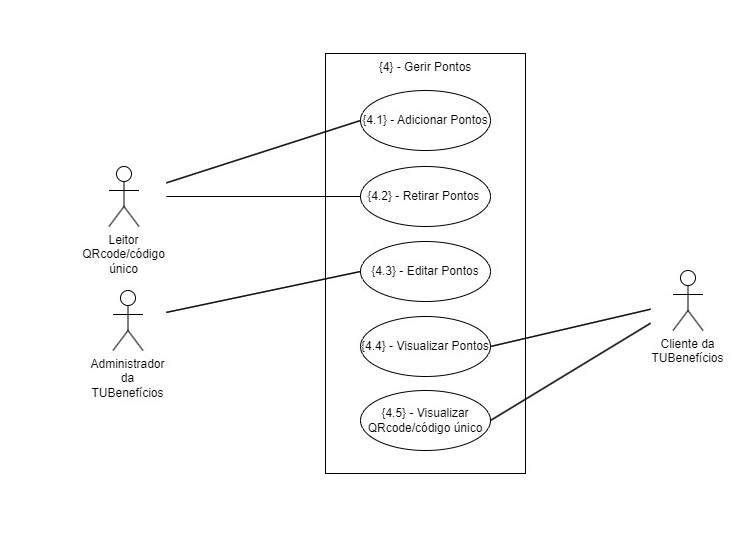 {4} - Gerir Pontos
{4.1} - Adicionar Pontos
{4.2} - Retirar Pontos
Leitor
QRcode/código
único
{4.3} - Editar Pontos
{4.4} - Visualizar Pontos
Administrador
da
TUBenefícios
Cliente da
TUBenefícios
{4.5} - Visualizar
QRcode/código único